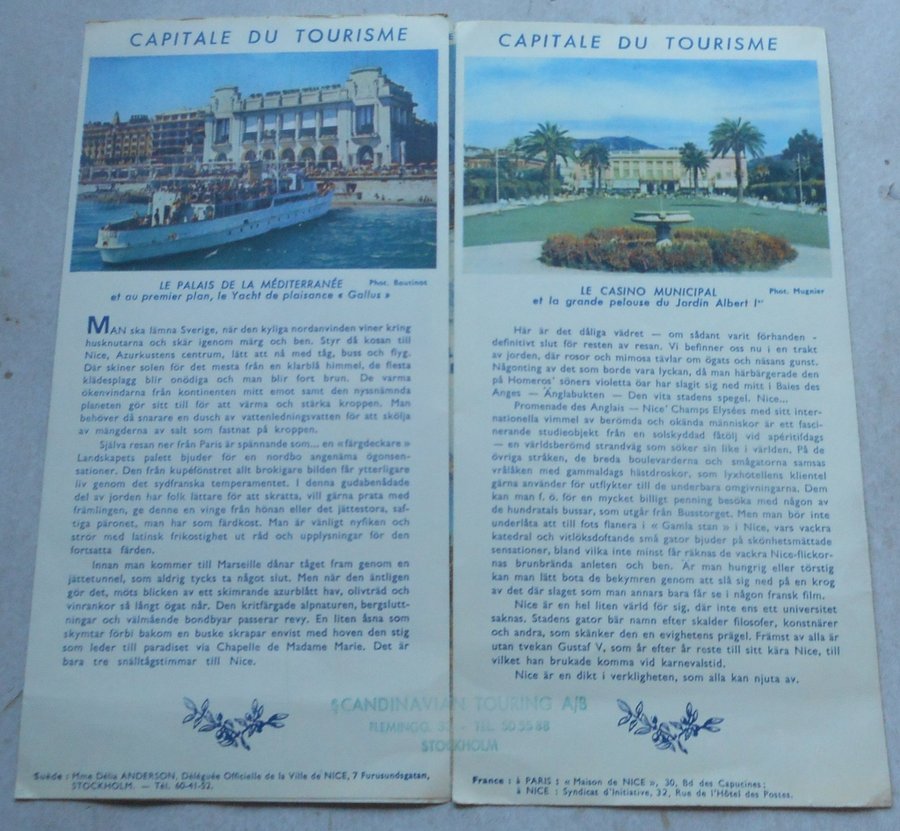 CAPITALE DU TOURISME
LE PALAIS DE LA MÉDITERRANÉE
Phot. Boutinot
et au premier plan, le Yacht de plaisance « Gallus »
MAN ska lämna Sverige, när den kyliga nordanvinden viner kring
husknutarna och skär igenom märg och ben. Styr då kosan till
Nice, Azurkustens centrum, lätt att nå med tåg, buss och flyg.
Där skiner solen för det mesta från en klarblå himmel, de flesta
klädesplagg blir onödiga och man blir fort brun. De varma
ökenvindarna från kontinenten mitt emot samt den nyssnämnda
planeten gör sitt till för att värma och stärka kroppen. Man
behöver då snarare en dusch av vattenledningsvatten för att skölja
av mängderna av salt som fastnat på kroppen.
Själva resan ner från Paris är spännande som... en «färgdeckare »
Landskapets palett bjuder för en nordbo angenäma ögonsen-
sationer. Den från kupéfönstret allt brokigare bilden får ytterligare
liv genom det sydfranska temperamentet. I denna gudabenådade
del av jorden har folk lättare för att skratta, vill gärna prata med
främlingen, ge denne en vinge från hönan eller det jättestora, saf-
tiga päronet, man har som färdkost. Man är vänligt nyfiken och
strör med latinsk frikostighet ut råd och upplysningar för den
fortsatta färden.
Innan man kommer till Marseille dånar tåget fram genom en
jättetunnel, som aldrig tycks ta något slut. Men när den äntligen
gör det, möts blicken av ett skimrande azurblått hav, olivträd och
vinrankor så långt ögat når. Den kritfärgade alpnaturen, bergslutt-
ningar och välmående bondbyar passerar revy. En liten åsna som
skymtar förbi bakom en buske skrapar envist med hoven den stig
som leder till paradiset via Chapelle de Madame Marie. Det är
bara tre snälltågstimmar till Nice.
Suède : Mme Délia ANDERSON, Déléguée Officielle de la Ville de NICE, 7 Furusundsgatan,
STOCKHOLM. — Tél. 60-41-52.
CAPITALE DU TOURISME
LE CASINO MUNICIPAL
Phot. Mugnier
et la grande pelouse du Jardin Albert Iᵉʳ
Här är det dåliga vädret — om sådant varit förhanden -
definitivt slut för resten av resan. Vi befinner oss nu i en trakt
av jorden, där rosor och mimosa tävlar om ögats och näsans gunst.
Någonting av det som borde vara lyckan, då man härbärgerade den
på Homeros' söners violetta öar har slagit sig ned mitt i Baies des
Anges — Änglabukten — Den vita stadens spegel. Nice...
Promenade des Anglais — Nice' Champs Elysées med sitt inter-
nationella vimmel av berömda och okända människor är ett fasci-
nerande studieobjekt från en solskyddad fåtölj vid apéritifdags
— en världsberömd strandväg som söker sin like i världen. På de
övriga stråken, de breda boulevarderna och smågatorna samsas
vrålåken med gammaldags hästdroskor, som lyxhotellens klientel
gärna använder för utflykter till de underbara omgivningarna. Dem
kan man f. ö. för en mycket billigt penning besöka med någon av
de hundratals bussar, som utgår från Busstorget. Men man bör inte
underlåta att till fots flanera i « Gamla stan » i Nice, vars vackra
katedral och vitlöksdoftande små gator bjuder på skönhetsmättade
sensationer, bland vilka inte minst får räknas de vackra Nice-flickor-
nas brunbrända anleten och ben. Är man hungrig eller törstig
kan man lätt bota de bekymren genom att slå sig ned på en krog
av det där slaget som man annars bara får se i någon fransk film.
Nice är en hel liten värld för sig, där inte ens ett universitet
saknas. Stadens gator bär namn efter skalder filosofer, konstnärer
och andra, som skänker den en evighetens prägel. Främst av alla är
utan tvekan Gustaf V, som år efter år reste till sitt kära Nice, till
vilket han brukade komma vid karnevalstid.
Nice är en dikt i verkligheten, som alla kan njuta av.
SCANDINAVIAN TOURING A/B
FLEMINGG. 37 - TEL. 50 55 88
STOCKHOLM
France : à PARIS : « Maison de NICE », 30, Bd des Capucines ;
à NICE : Syndicat d'Initiative, 32, Rue de l'Hôtel des Postes.